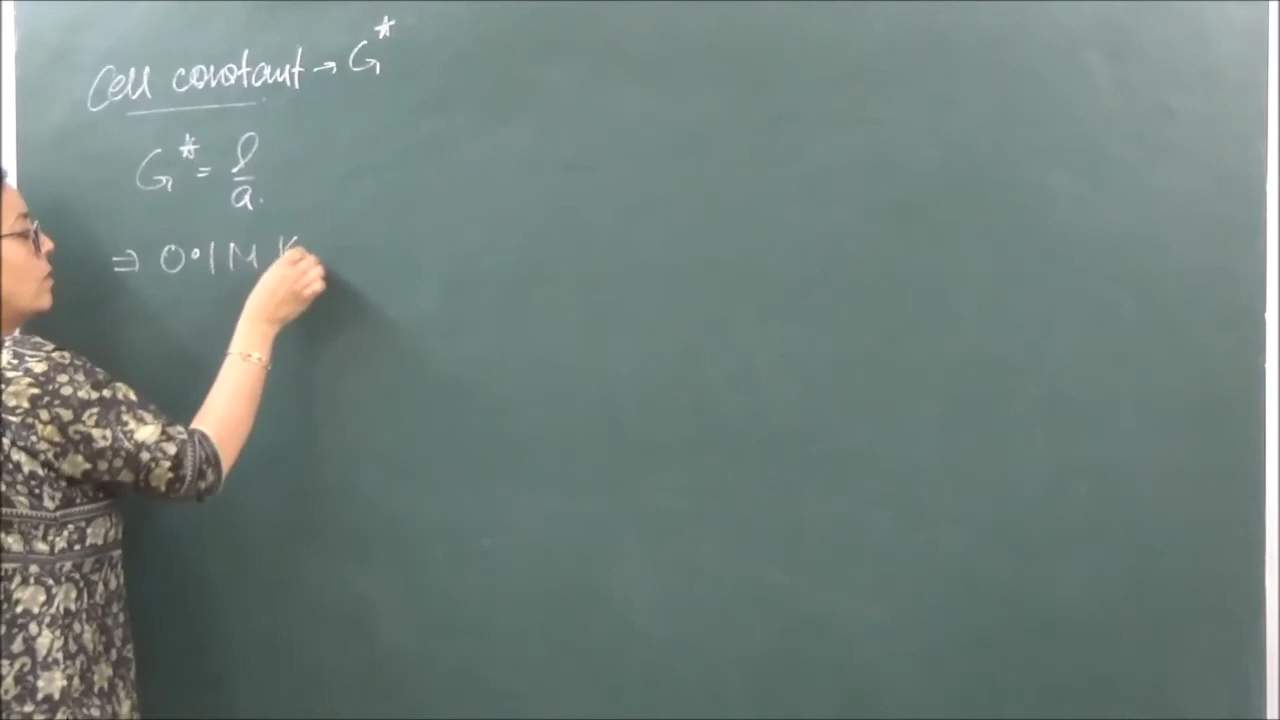 Cell constant → G*
G* = l/a.
⇒ 0.1 M K